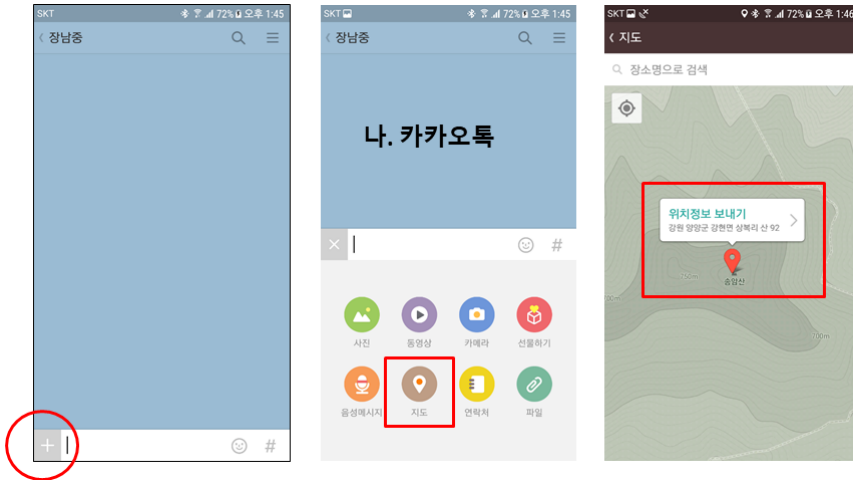 SKT 72% 오후 1:45
장남중
SKT 72% 오후 1:45
장남중
나. 카카오톡
#
사진 동영상 카메라 선물하기
음성메시지 지도 연락처 파일
#
SKT 72% 오후 1:46
지도
장소명으로 검색
위치정보 보내기
강원 양양군 강현면 상복리 산 92
송암산
700m